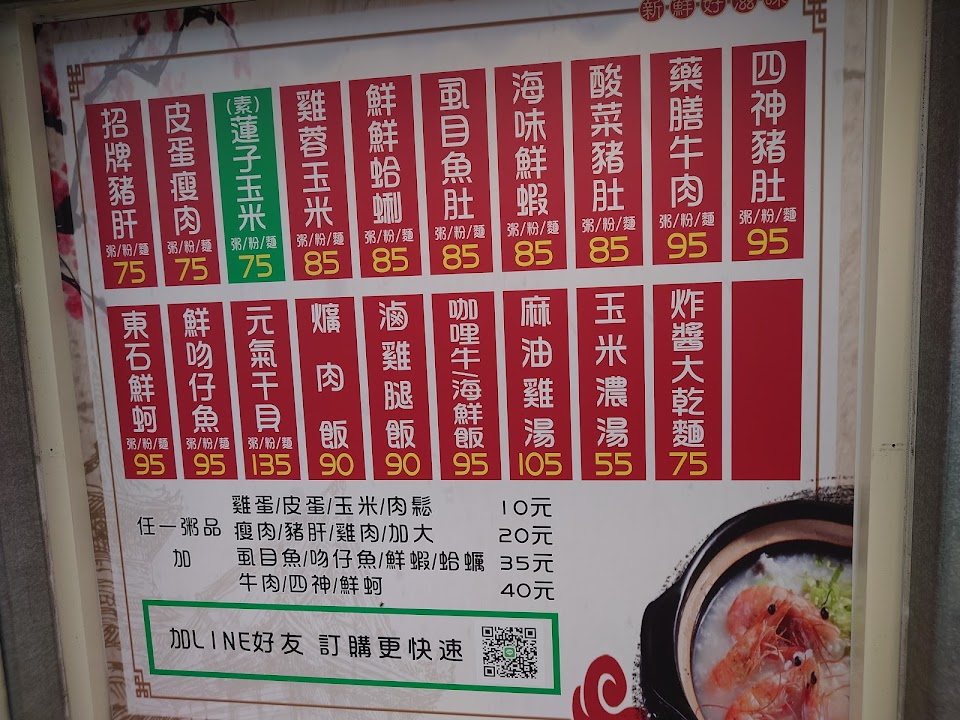 新鮮好滋味
招牌豬肝 粥/粉/麵 75
皮蛋瘦肉 粥/粉/麵 75
(素)蓮子玉米 粥/粉/麵 75
雞蓉玉米 粥/粉/麵 85
鮮鮮蛤蜊 粥/粉/麵 85
虱目魚肚 粥/粉/麵 85
海味鮮蝦 粥/粉/麵 85
酸菜豬肚 粥/粉/麵 85
藥膳牛肉 粥/粉/麵 95
四神豬肚 粥/粉/麵 95
東石鮮蚵 粥/粉/麵 95
鮮吻仔魚 粥/粉/麵 95
元氣干貝 粥/粉/麵 135
爌肉飯 90
滷雞腿飯 90
咖哩牛/海鮮飯 95
麻油雞湯 105
玉米濃湯 55
炸醬大乾麵 75
任一粥品
加
雞蛋/皮蛋/玉米/肉鬆 10元
瘦肉/豬肝/雞肉/加大 20元
虱目魚/吻仔魚/鮮蝦/蛤蠣 35元
牛肉/四神/鮮蚵 40元
加LINE好友 訂購更快速